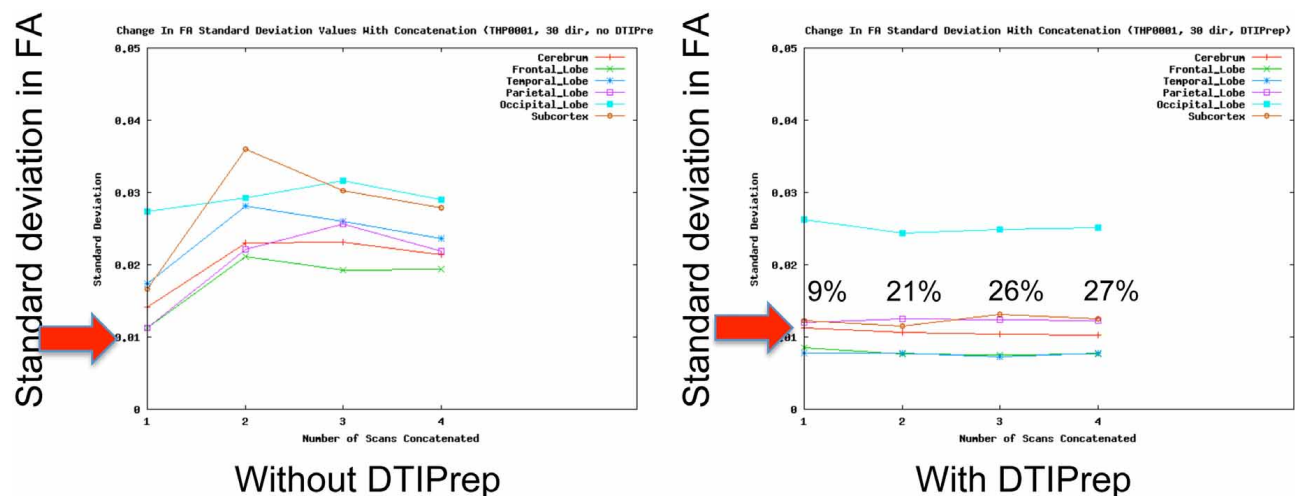 Standard deviation in FA
Change In FA Standard Deviation Values With Concatenation (THP0001, 30 dir, no DTIPre
0.05
0.04
0.03
0.02
0.01
0
Standard Deviation
Cerebrum
Frontal_Lobe
Temporal_Lobe
Parietal_Lobe
Occipital_Lobe
Subcortex
1 2 3 4
Number of Scans Concatenated
Without DTIPrep
Standard deviation in FA
Change In FA Standard Deviation With Concatenation (THP0001, 30 dir, DTIPrep)
0.05
0.04
0.03
0.02
0.01
0
Standard Deviation
Cerebrum
Frontal_Lobe
Temporal_Lobe
Parietal_Lobe
Occipital_Lobe
Subcortex
9% 21% 26% 27%
1 2 3 4
Number of Scans Concatenated
With DTIPrep